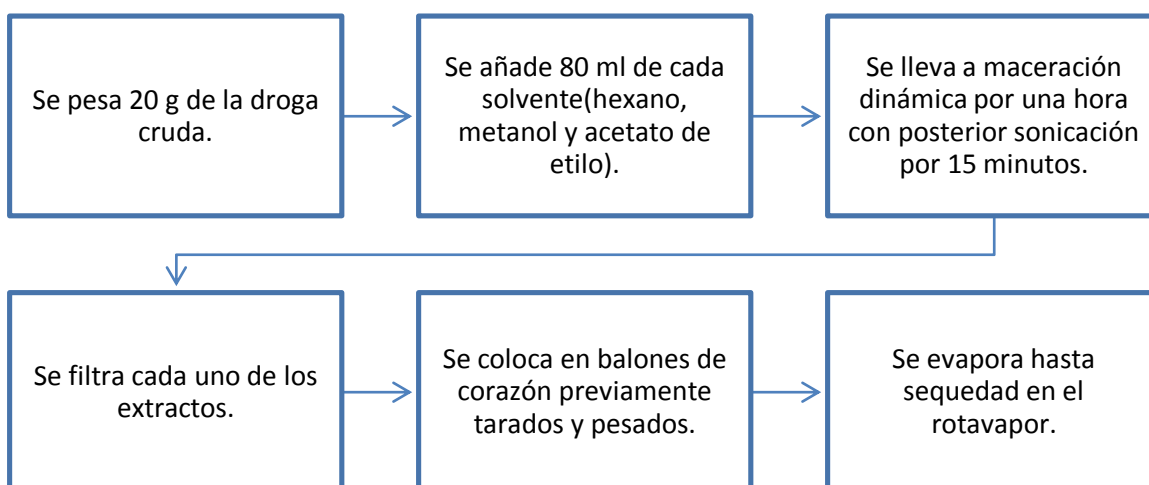 Se pesa 20 g de la droga
cruda.
Se añade 80 ml de cada
solvente(hexano,
metanol y acetato de
etilo).
Se lleva a maceración
dinámica por una hora
con posterior sonicación
por 15 minutos.
Se filtra cada uno de los
extractos.
Se coloca en balones de
corazón previamente
tarados y pesados.
Se evapora hasta
sequedad en el
rotavapor.